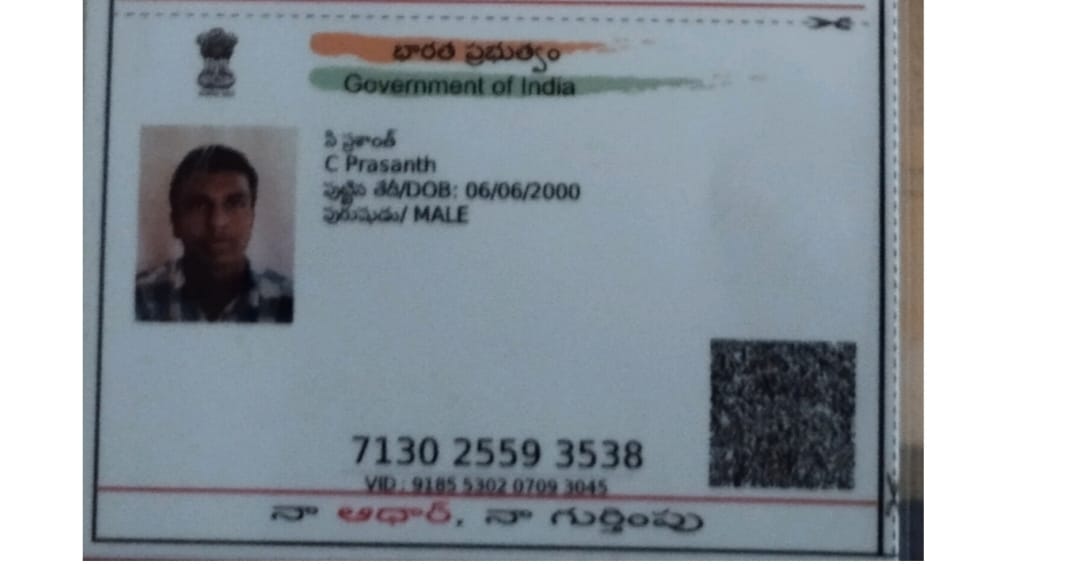 భారత ప్రభుత్వం
Government of India
సి ప్రశాంత్
C Prasanth
పుట్టిన తేదీ/DOB: 06/06/2000
పురుషుడు/ MALE
7130 2559 3538
VID : 9185 5302 0709 3045
నా ఆధార్, నా గుర్తింపు